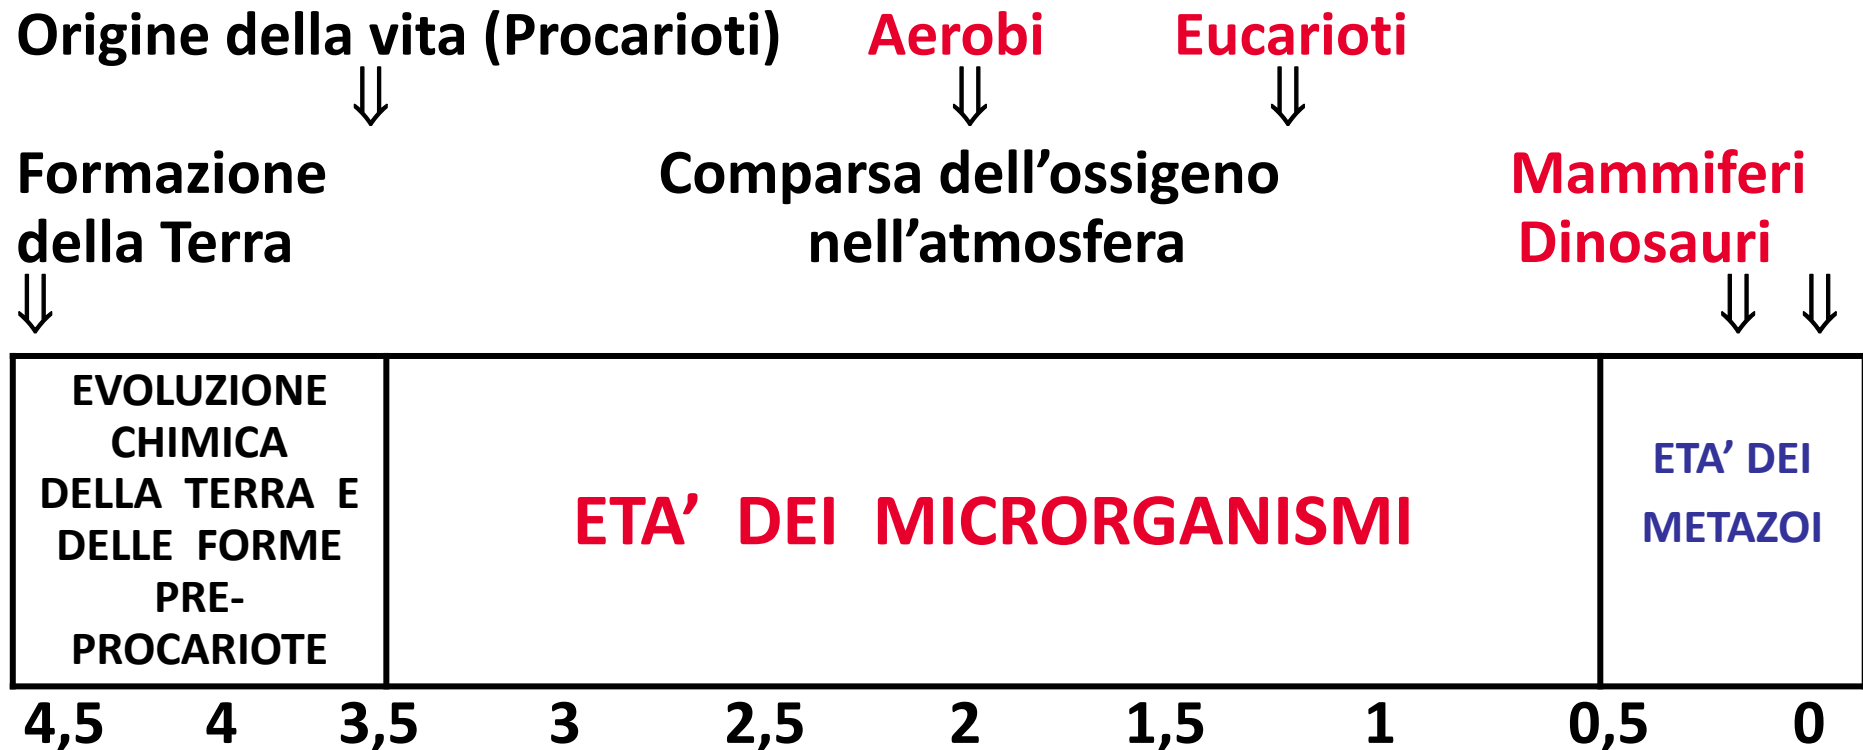 Origine della vita (Procarioti) Aerobi Eucarioti
⇓ ⇓ ⇓
Formazione
della Terra
Comparsa dell’ossigeno
nell’atmosfera
Mammiferi
Dinosauri
⇓ ⇓ ⇓
EVOLUZIONE
CHIMICA
DELLA TERRA E
DELLE FORME
PRE-
PROCARIOTE
ETA’ DEI MICRORGANISMI
ETA’ DEI
METAZOI
4,5 4 3,5 3 2,5 2 1,5 1 0,5 0